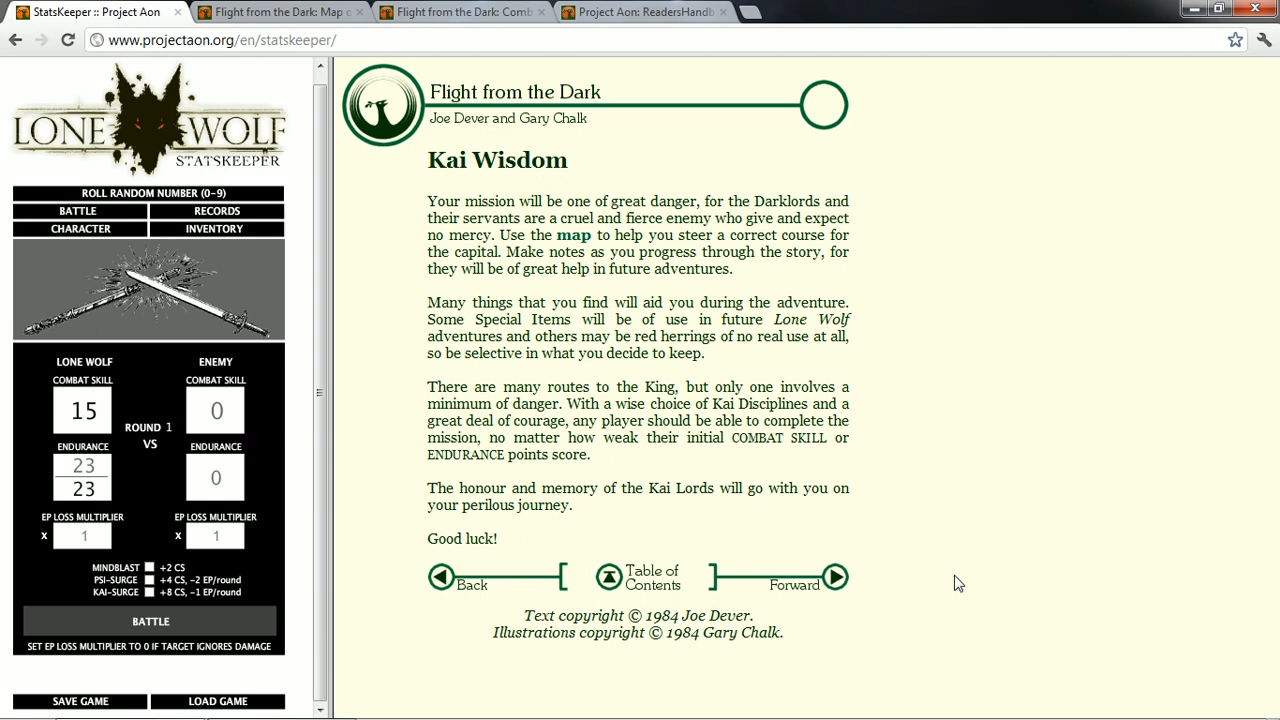 StatsKeeper :: Project Aon
Flight from the Dark: Map o
Flight from the Dark: Comb
Project Aon: ReadersHandb
www.projectaon.org/en/statskeeper/
LONE WOLF
STATSKEEPER
ROLL RANDOM NUMBER (0-9)
BATTLE RECORDS
CHARACTER INVENTORY
LONE WOLF ENEMY
COMBAT SKILL COMBAT SKILL
15 0
ROUND 1
VS
ENDURANCE ENDURANCE
23
23
0
EP LOSS MULTIPLIER EP LOSS MULTIPLIER
x 1 x 1
MINDBLAST +2 CS
PSI-SURGE +4 CS, -2 EP/round
KAI-SURGE +8 CS, -1 EP/round
BATTLE
SET EP LOSS MULTIPLIER TO 0 IF TARGET IGNORES DAMAGE
SAVE GAME LOAD GAME
Flight from the Dark
Joe Dever and Gary Chalk
Kai Wisdom
Your mission will be one of great danger, for the Darklords and
their servants are a cruel and fierce enemy who give and expect
no mercy. Use the map to help you steer a correct course for
the capital. Make notes as you progress through the story, for
they will be of great help in future adventures.
Many things that you find will aid you during the adventure.
Some Special Items will be of use in future Lone Wolf
adventures and others may be red herrings of no real use at all,
so be selective in what you decide to keep.
There are many routes to the King, but only one involves a
minimum of danger. With a wise choice of Kai Disciplines and a
great deal of courage, any player should be able to complete the
mission, no matter how weak their initial COMBAT SKILL or
ENDURANCE points score.
The honour and memory of the Kai Lords will go with you on
your perilous journey.
Good luck!
Back
Table of
Contents
Forward
Text copyright © 1984 Joe Dever.
Illustrations copyright © 1984 Gary Chalk.